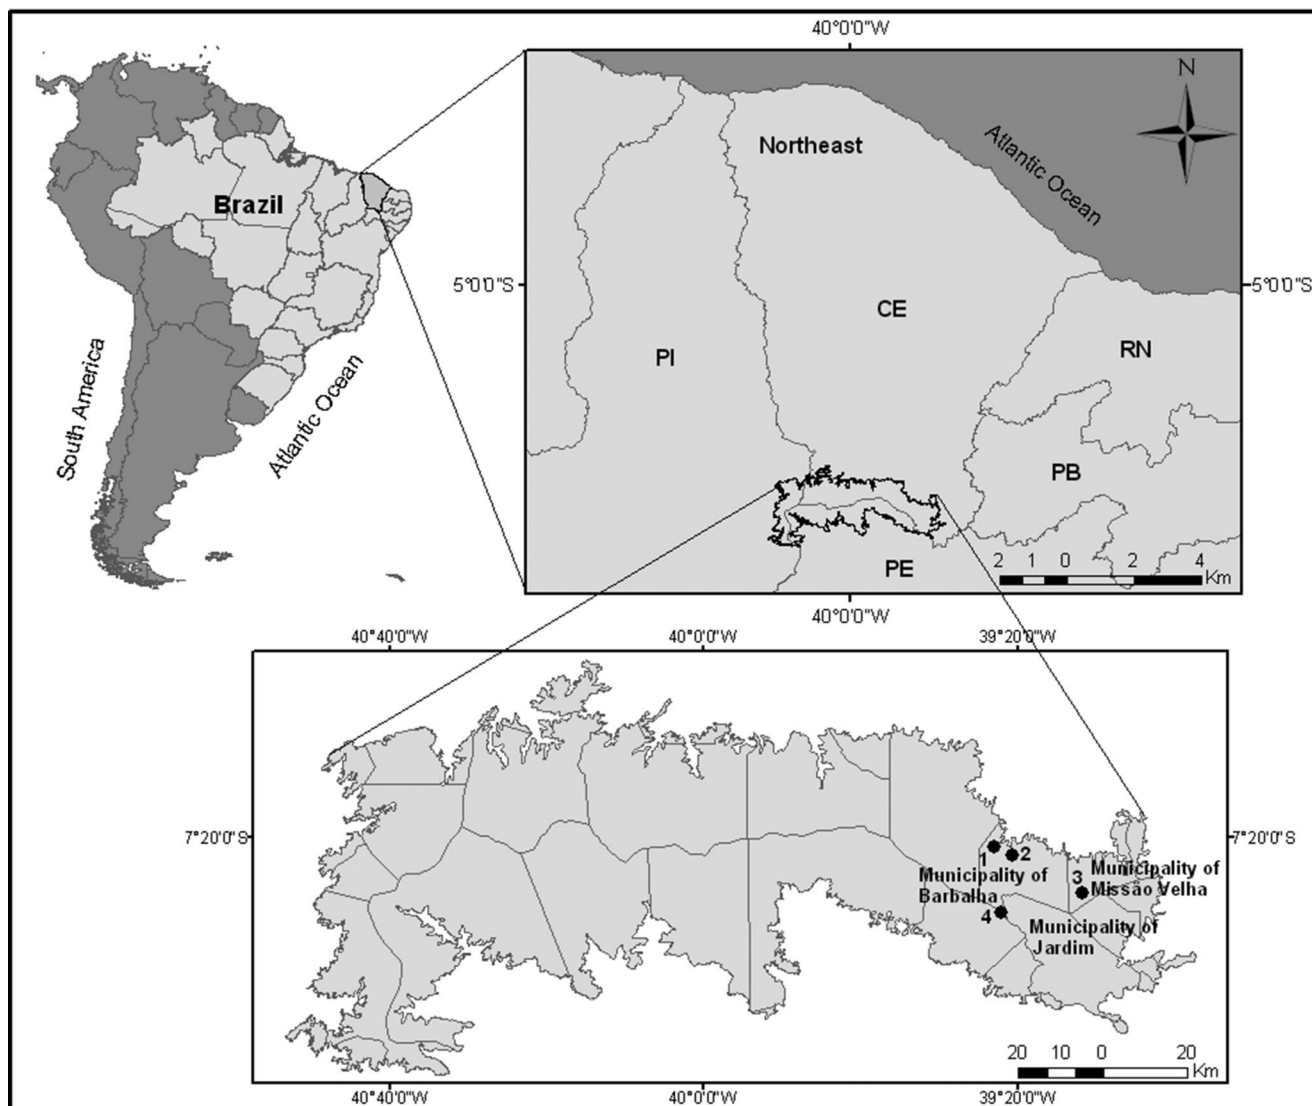 40°0'0"W
N
Northeast
Atlantic Ocean
Brazil
5°0'0"S
5°0'0"S
CE
PI
RN
PB
PE
South America
Atlantic Ocean
2 1 0 2 4
Km
40°0'0"W
40°40'0"W
40°0'0"W
39°20'0"W
7°20'0"S
7°20'0"S
1
2
3
4
Municipality of
Barbalha
Municipality of
Missão Velha
Municipality of
Jardim
20 10 0 20
Km
40°40'0"W
40°0'0"W
39°20'0"W